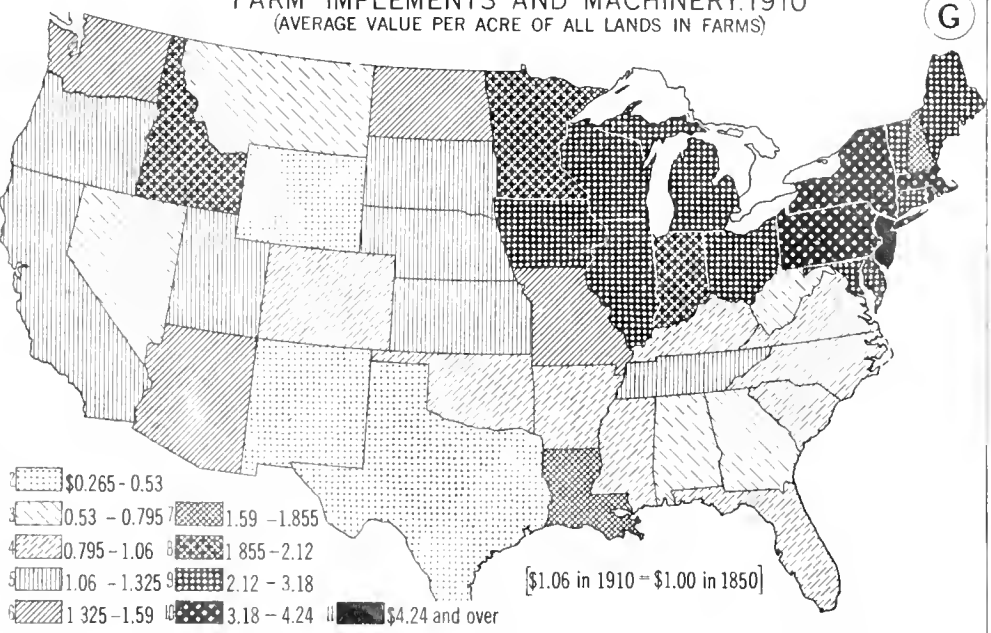 FARM IMPLEMENTS AND MACHINERY.1910
(AVERAGE VALUE PER ACRE OF ALL LANDS IN FARMS)
G
2 $0.265 - 0.53
3 0.53 - 0.795
4 0.795 - 1.06
5 1.06 - 1.325
6 1 325 - 1.59
7 1.59 - 1.855
8 1 855 - 2.12
9 2.12 - 3.18
10 3.18 - 4.24
11 $4.24 and over
[$1.06 in 1910 = $1.00 in 1850]